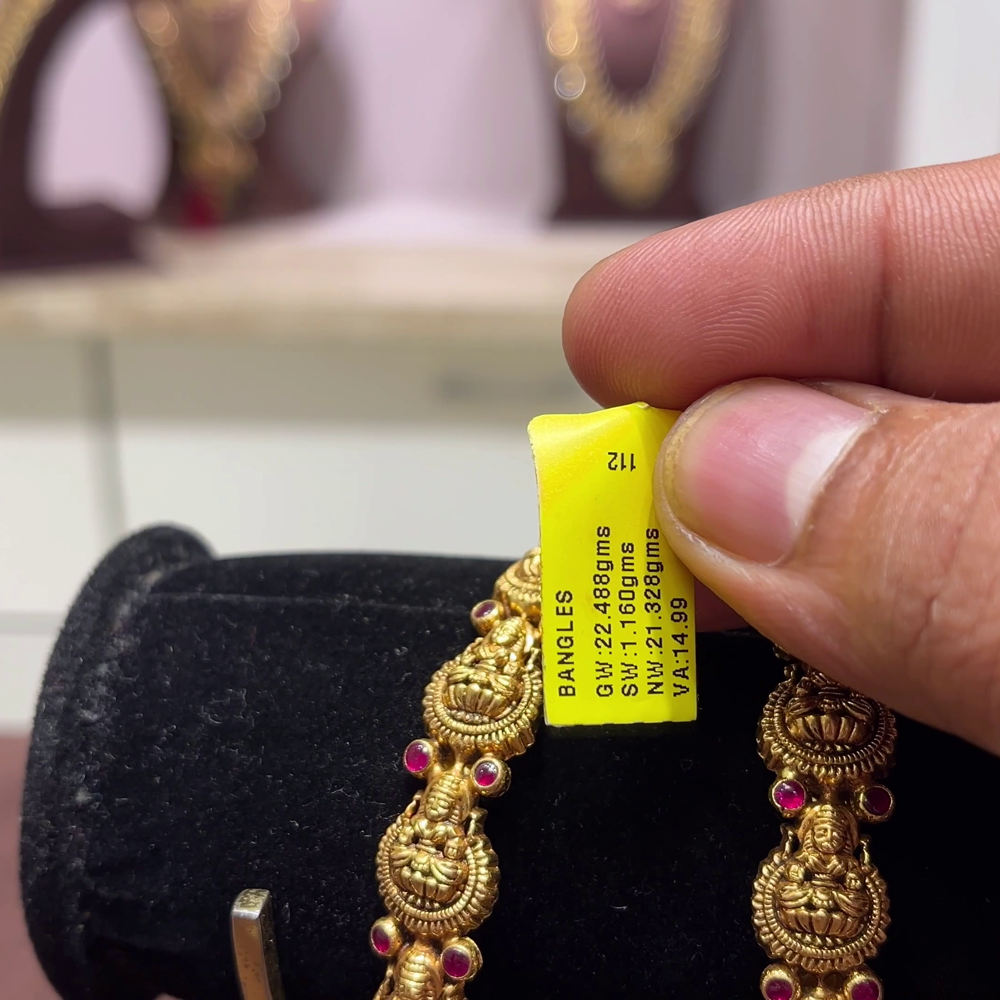 BANGLES
GW:22.488gms
SW:1.160gms
NW:21.328gms
VA:14.99
112